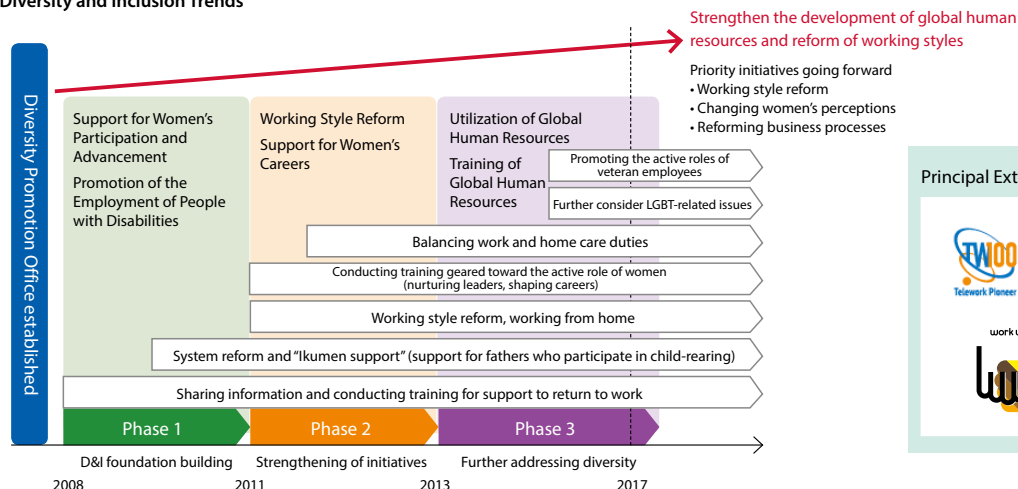 Diversity and Inclusion Trends
Strengthen the development of global human
resources and reform of working styles
Priority initiatives going forward
• Working style reform
• Changing women's perceptions
• Reforming business processes
Diversity Promotion Office established
Support for Women's
Participation and
Advancement
Promotion of the
Employment of People
with Disabilities
Working Style Reform
Support for Women's
Careers
Utilization of Global
Human Resources
Training of
Global Human
Resources
Promoting the active roles of
veteran employees
Further consider LGBT-related issues
Balancing work and home care duties
Conducting training geared toward the active role of women
(nurturing leaders, shaping careers)
Working style reform, working from home
System reform and "Ikumen support" (support for fathers who participate in child-rearing)
Sharing information and conducting training for support to return to work
Phase 1
Phase 2
Phase 3
D&I foundation building
Strengthening of initiatives
Further addressing diversity
2008
2011
2013
2017
Principal Ext
TW100
Telework Pioneer
work